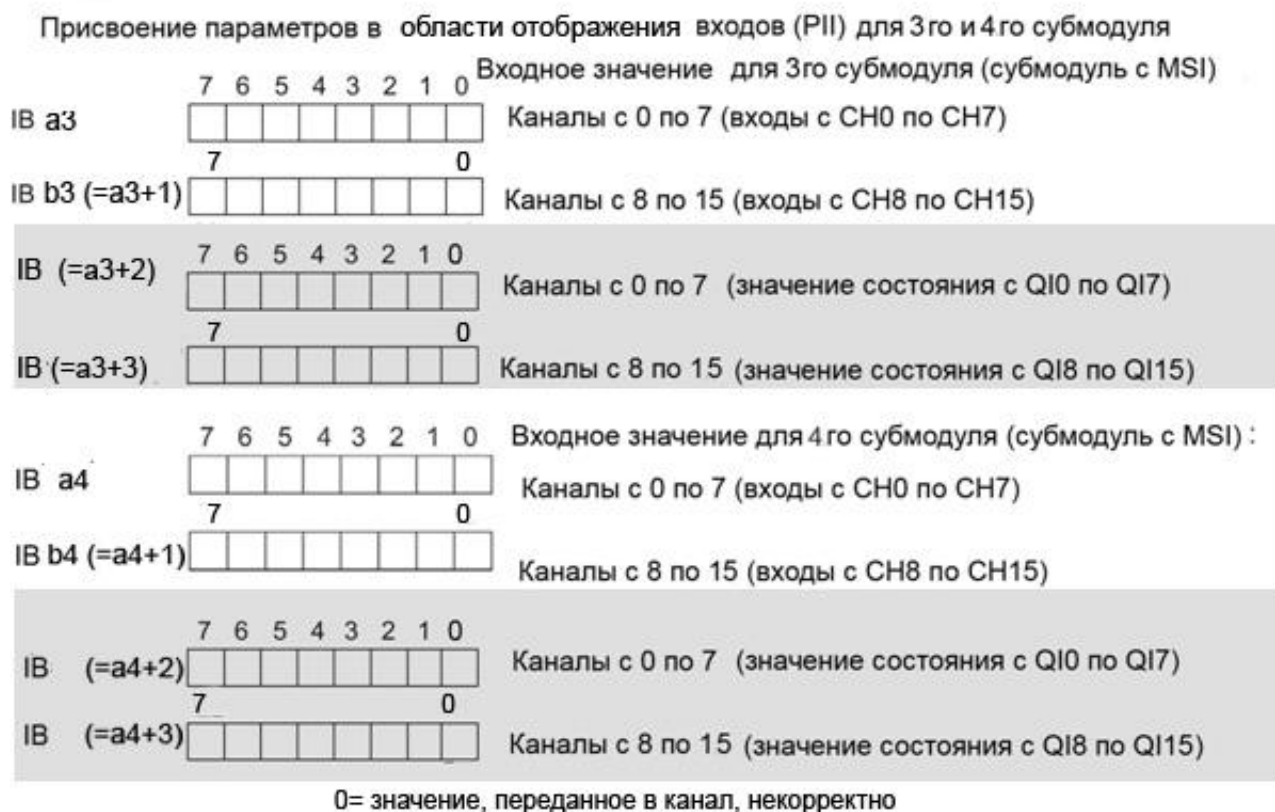 Присвоение параметров в области отображения входов (PII) для 3го и 4го субмодуля
Входное значение для 3го субмодуля (субмодуль с MSI)
7 6 5 4 3 2 1 0
IB a3 Каналы с 0 по 7 (входы с CH0 по CH7)
7 0
IB b3 (=a3+1) Каналы с 8 по 15 (входы с CH8 по CH15)
7 6 5 4 3 2 1 0
IB (=a3+2) Каналы с 0 по 7 (значение состояния с QI0 по QI7)
7 0
IB (=a3+3) Каналы с 8 по 15 (значение состояния с QI8 по QI15)
7 6 5 4 3 2 1 0 Входное значение для 4го субмодуля (субмодуль с MSI) :
IB a4 Каналы с 0 по 7 (входы с CH0 по CH7)
7 0
IB b4 (=a4+1) Каналы с 8 по 15 (входы с CH8 по CH15)
7 6 5 4 3 2 1 0
IB (=a4+2) Каналы с 0 по 7 (значение состояния с QI0 по QI7)
7 0
IB (=a4+3) Каналы с 8 по 15 (значение состояния с QI8 по QI15)
0= значение, переданное в канал, некорректно